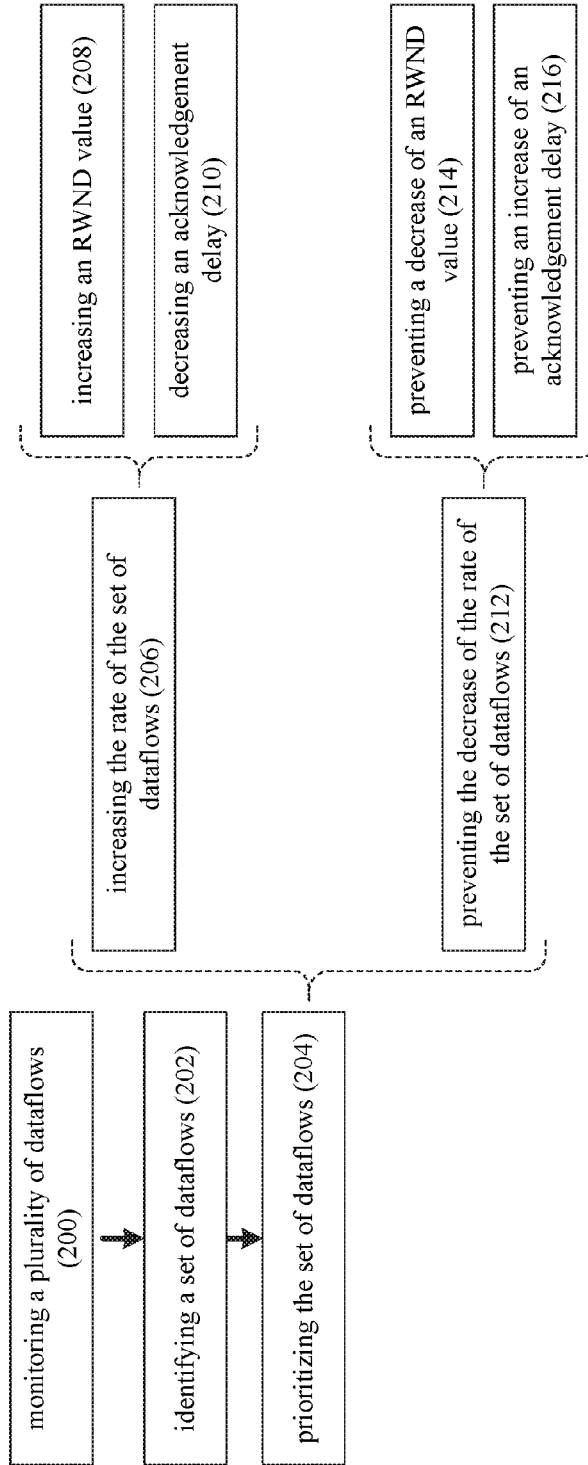 monitoring a plurality of dataflows
(200)
identifying a set of dataflows (202)
prioritizing the set of dataflows (204)
increasing the rate of the set of
dataflows (206)
increasing an RWND value (208)
decreasing an acknowledgement
delay (210)
preventing the decrease of the rate of
the set of dataflows (212)
preventing a decrease of an RWND
value (214)
preventing an increase of an
acknowledgement delay (216)